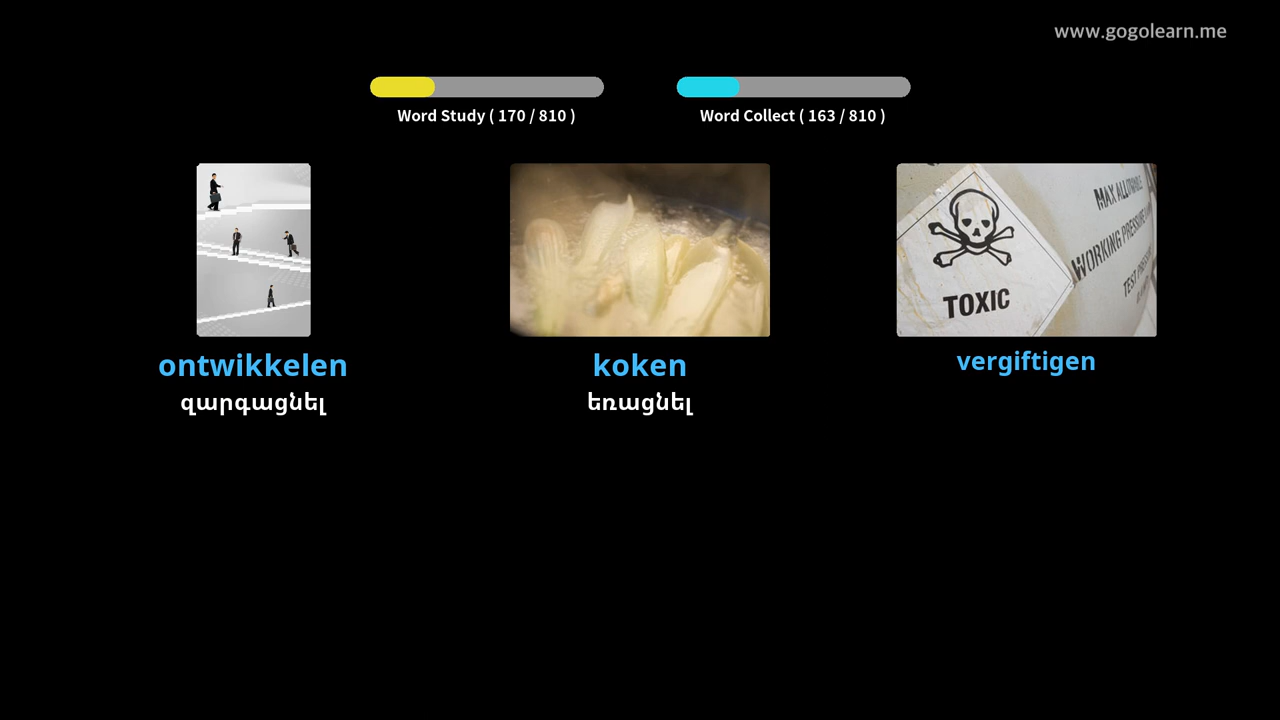 www.gogolearn.me
Word Study ( 170 / 810 )
Word Collect ( 163 / 810 )
MAX ALLOWABLE
WORKING PRESSURE
TEST
TOXIC
ontwikkelen
koken
vergiftigen
զարգացնել
եռացնել